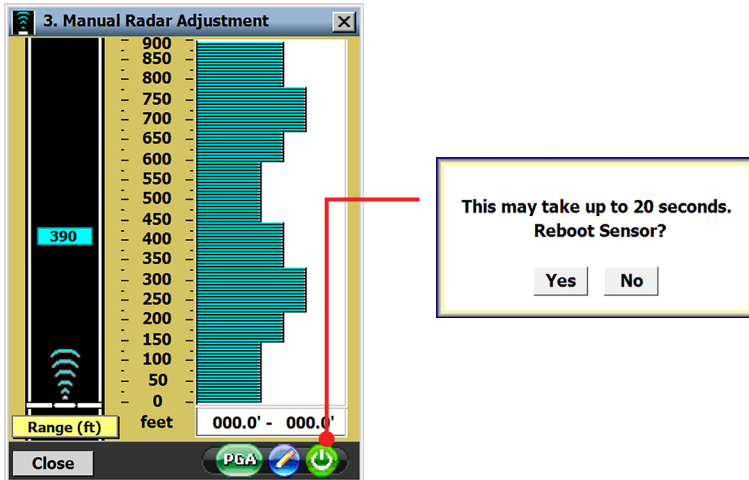 3. Manual Radar Adjustment
900
850
800
750
700
650
600
550
500
450
400
350
300
250
200
150
100
50
0
390
Range (ft)
feet
000.0' - 000.0'
Close
PGA
This may take up to 20 seconds.
Reboot Sensor?
Yes No